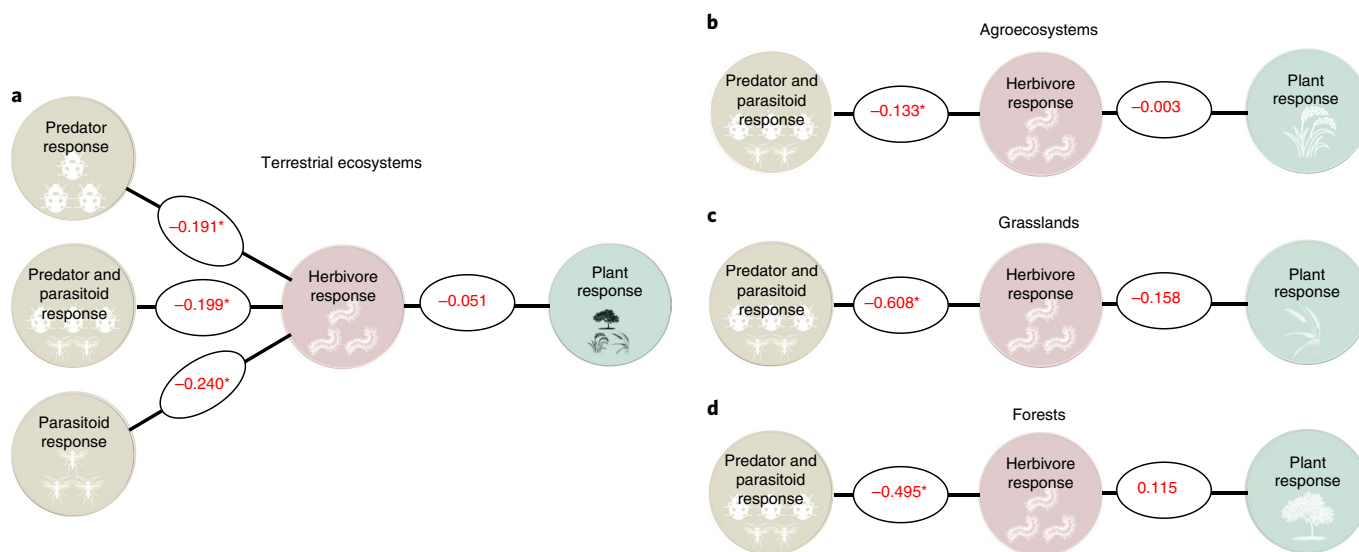 a
Terrestrial ecosystems
Predator
response
–0.191*
Predator and
parasitoid
response
–0.199*
Parasitoid
response
–0.240*
Herbivore
response
–0.051
Plant
response
b
Agroecosystems
Predator and
parasitoid
response
–0.133*
Herbivore
response
–0.003
Plant
response
c
Grasslands
Predator and
parasitoid
response
–0.608*
Herbivore
response
–0.158
Plant
response
d
Forests
Predator and
parasitoid
response
–0.495*
Herbivore
response
0.115
Plant
response